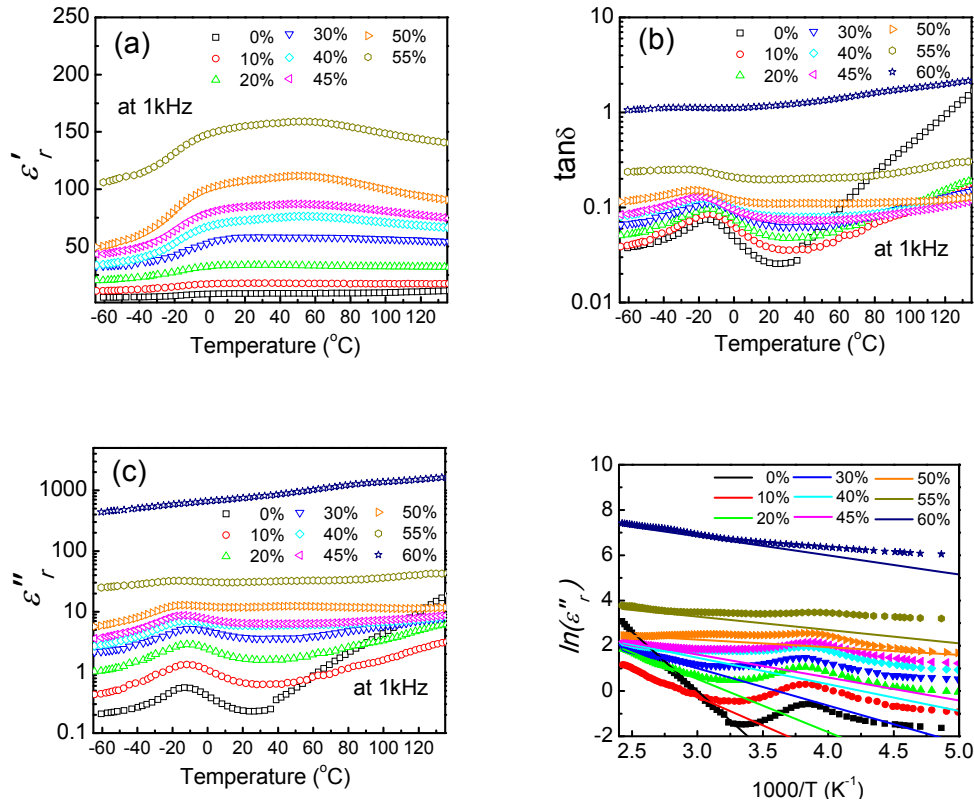 (a)
0% 30% 50%
10% 40% 55%
20% 45%
at 1kHz
250
200
150
100
50
ε′r
-60 -40 -20 0 20 40 60 80 100 120
Temperature (°C)
(b)
0% 30% 50%
10% 40% 55%
20% 45% 60%
at 1kHz
10
1
0.1
0.01
tanδ
-60 -40 -20 0 20 40 60 80 100 120
Temperature (°C)
(c)
0% 30% 50%
10% 40% 55%
20% 45% 60%
at 1kHz
1000
100
10
1
0.1
ε″r
-60 -40 -20 0 20 40 60 80 100 120
Temperature (°C)
0% 30% 50%
10% 40% 55%
20% 45% 60%
10
8
6
4
2
0
-2
ln(ε″r)
2.5 3.0 3.5 4.0 4.5 5.0
1000/T (K⁻¹)